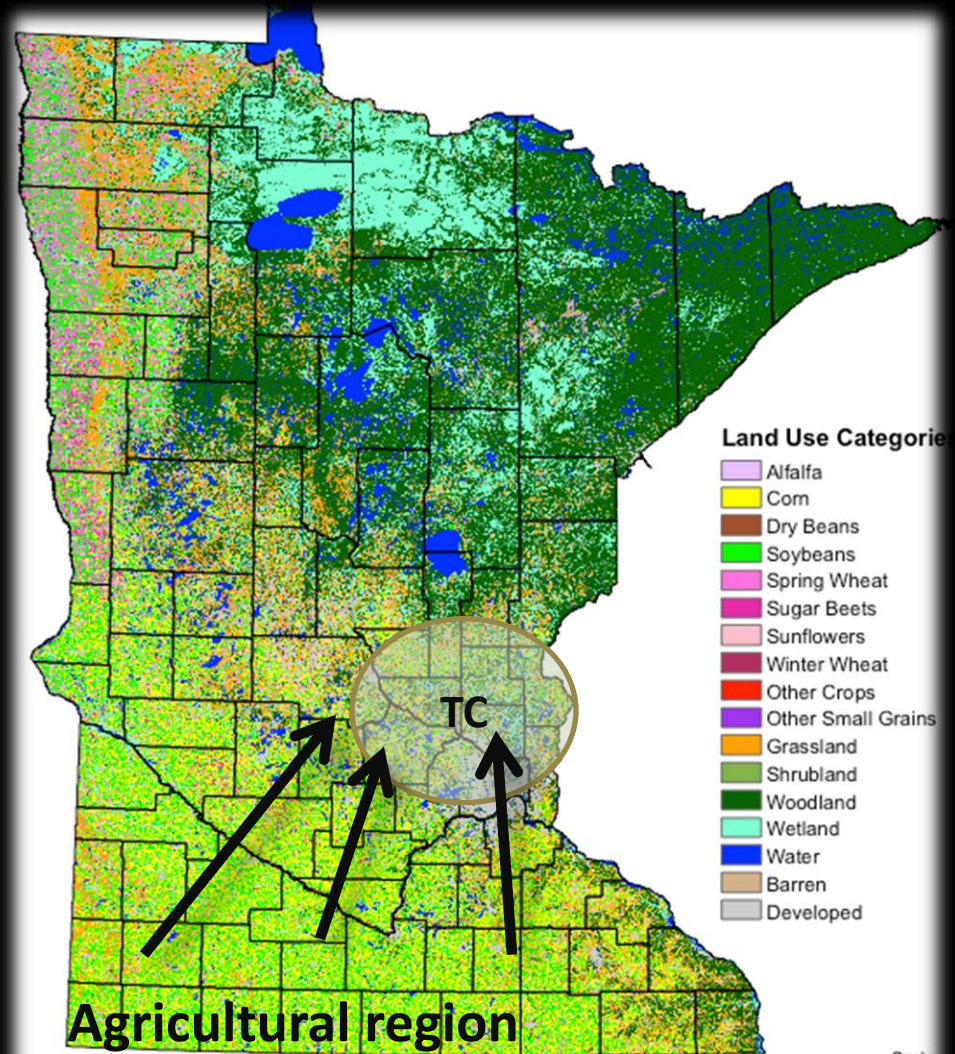 Land Use Categories
Alfalfa
Corn
Dry Beans
Soybeans
Spring Wheat
Sugar Beets
Sunflowers
Winter Wheat
Other Crops
Other Small Grains
Grassland
Shrubland
Woodland
Wetland
Water
Barren
Developed
TC
Agricultural region